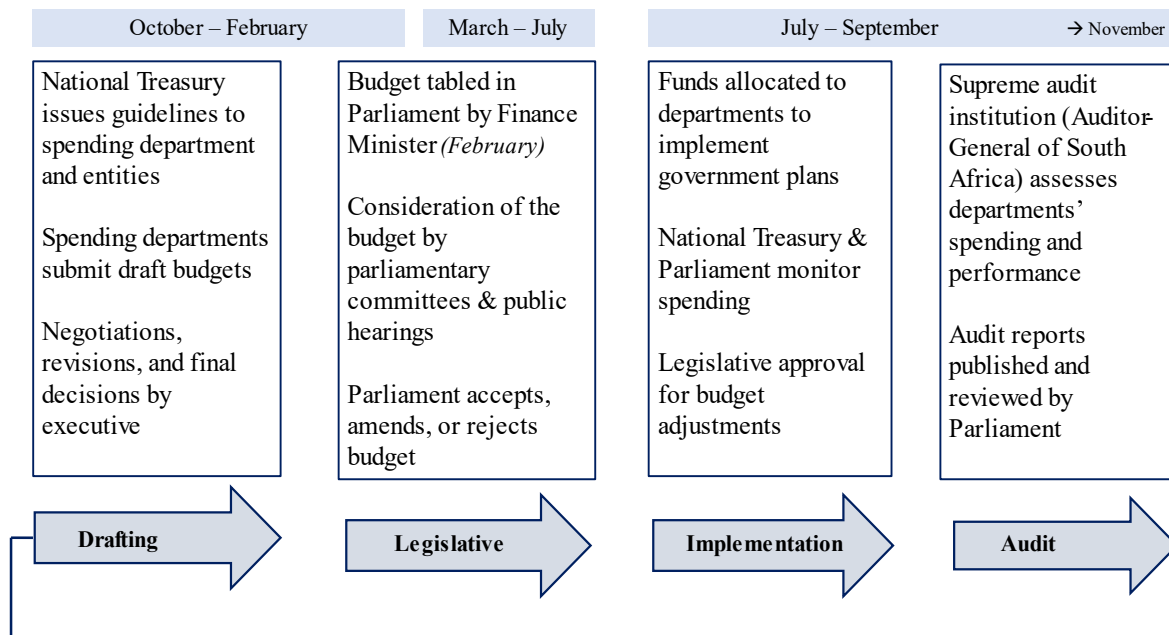 October – February
March – July
July – September
→ November
National Treasury
issues guidelines to
spending department
and entities
Spending departments
submit draft budgets
Negotiations,
revisions, and final
decisions by
executive
Budget tabled in
Parliament by Finance
Minister (February)
Consideration of the
budget by
parliamentary
committees & public
hearings
Parliament accepts,
amends, or rejects
budget
Funds allocated to
departments to
implement
government plans
National Treasury &
Parliament monitor
spending
Legislative approval
for budget
adjustments
Supreme audit
institution (Auditor-
General of South
Africa) assesses
departments’
spending and
performance
Audit reports
published and
reviewed by
Parliament
Drafting
Legislative
Implementation
Audit